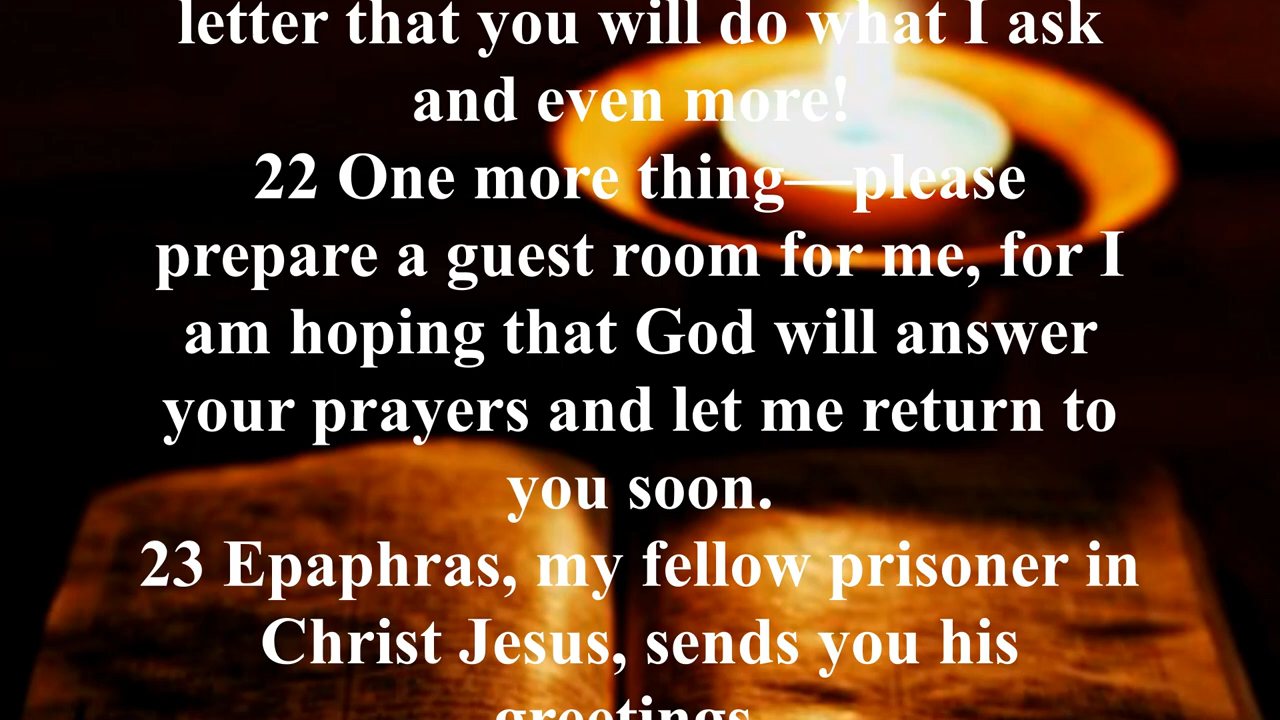 letter that you will do what I ask
and even more!
22 One more thing—please
prepare a guest room for me, for I
am hoping that God will answer
your prayers and let me return to
you soon.
23 Epaphras, my fellow prisoner in
Christ Jesus, sends you his
greetings.